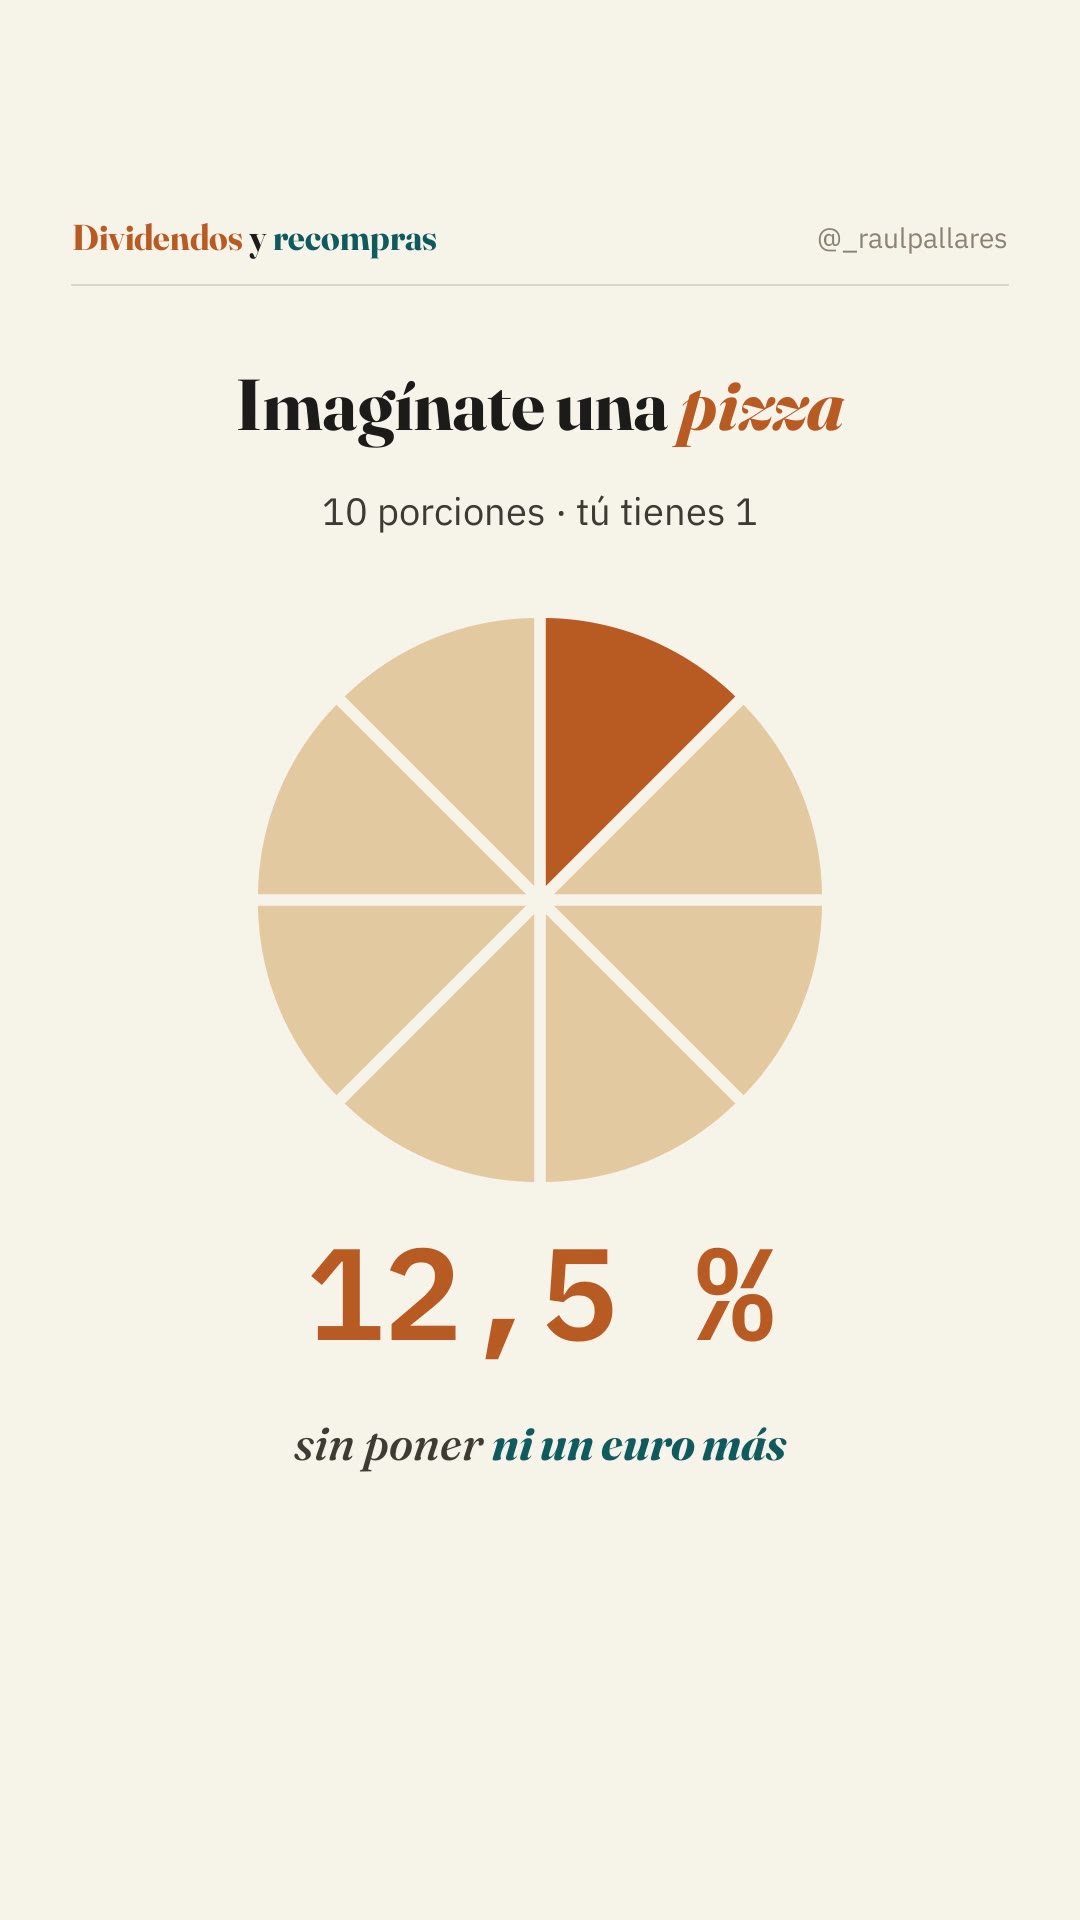 Dividendos y recompras
@_raulpallares
Imagínate una pizza
10 porciones · tú tienes 1
12,5 %
sin poner ni un euro más